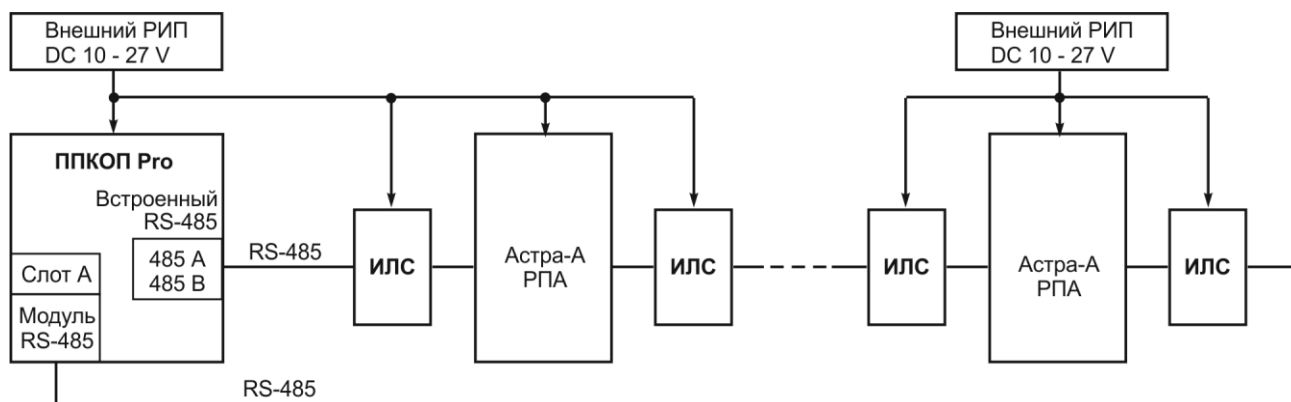 Внешний РИП
DC 10 - 27 V
Внешний РИП
DC 10 - 27 V
ППКОП Pro
Встроенный
RS-485
485 A
485 B
Слот А
Модуль
RS-485
RS-485
ИЛС
Астра-А
РПА
ИЛС
ИЛС
Астра-А
РПА
ИЛС
RS-485